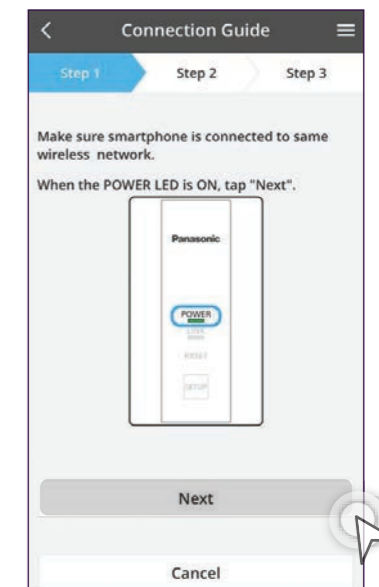 Connection Guide
Step 1 Step 2 Step 3
Make sure smartphone is connected to same
wireless network.
When the POWER LED is ON, tap "Next".
Panasonic
POWER
LINK
RESET
SETUP
Next
Cancel